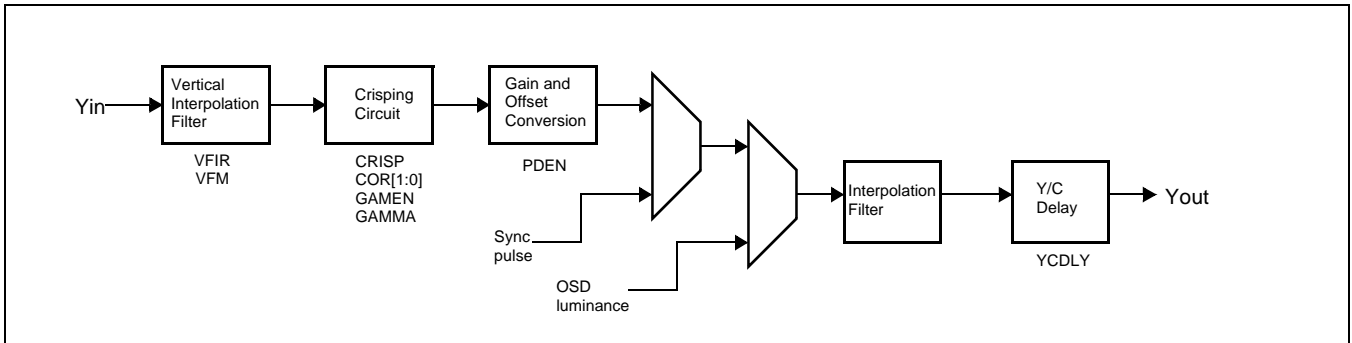 Yin
Vertical
Interpolation
Filter
VFIR
VFM
Crisping
Circuit
CRISP
COR[1:0]
GAMEN
GAMMA
Gain and
Offset
Conversion
PDEN
Sync
pulse
OSD
luminance
Interpolation
Filter
Y/C
Delay
YCDLY
Yout